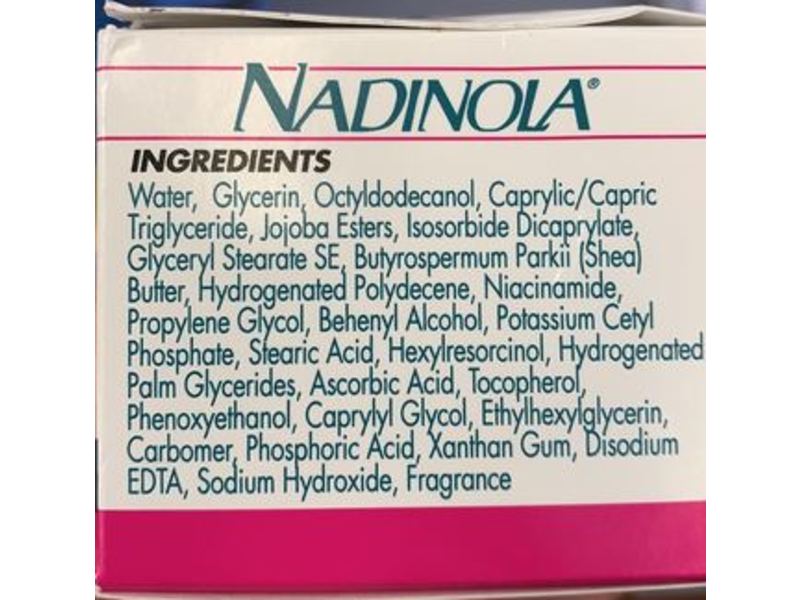 NADINOLA®
INGREDIENTS
Water, Glycerin, Octyldodecanol, Caprylic/Capric
Triglyceride, Jojoba Esters, Isosorbide Dicaprylate,
Glyceryl Stearate SE, Butyrospermum Parkii (Shea)
Butter, Hydrogenated Polydecene, Niacinamide,
Propylene Glycol, Behenyl Alcohol, Potassium Cetyl
Phosphate, Stearic Acid, Hexylresorcinol, Hydrogenated
Palm Glycerides, Ascorbic Acid, Tocopherol,
Phenoxyethanol, Caprylyl Glycol, Ethylhexylglycerin,
Carbomer, Phosphoric Acid, Xanthan Gum, Disodium
EDTA, Sodium Hydroxide, Fragrance